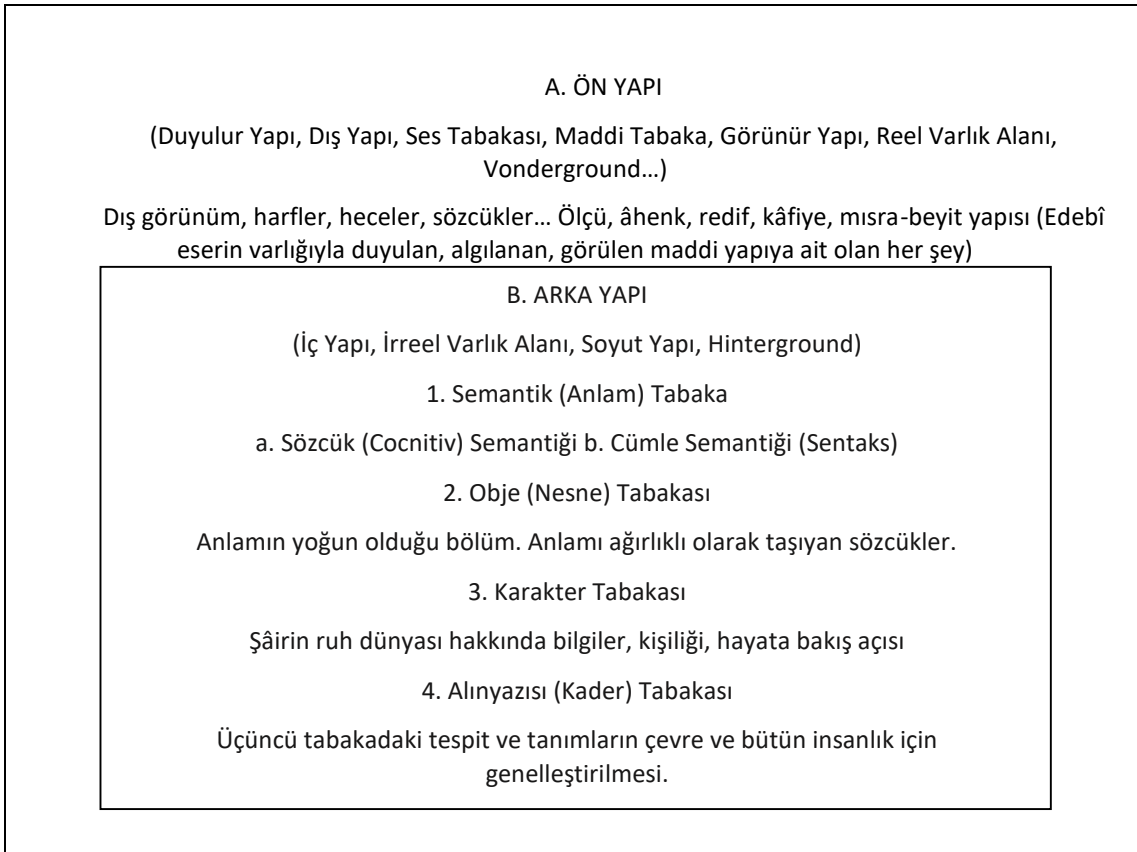 A. ÖN YAPI
(Duyulur Yapı, Dış Yapı, Ses Tabakası, Maddi Tabaka, Görünür Yapı, Reel Varlık Alanı,
Vonderground…)
Dış görünüm, harfler, heceler, sözcükler… Ölçü, âhenk, redif, kâfiye, mısra-beyit yapısı (Edebî
eserin varlığıyla duyulan, algılanan, görülen maddi yapıya ait olan her şey)
B. ARKA YAPI
(İç Yapı, İrreel Varlık Alanı, Soyut Yapı, Hinterground)
1. Semantik (Anlam) Tabaka
a. Sözcük (Cocnitiv) Semantiği b. Cümle Semantiği (Sentaks)
2. Obje (Nesne) Tabakası
Anlamın yoğun olduğu bölüm. Anlamı ağırlıklı olarak taşıyan sözcükler.
3. Karakter Tabakası
Şâirin ruh dünyası hakkında bilgiler, kişiliği, hayata bakış açısı
4. Alınyazısı (Kader) Tabakası
Üçüncü tabakadaki tespit ve tanımların çevre ve bütün insanlık için
genelleştirilmesi.